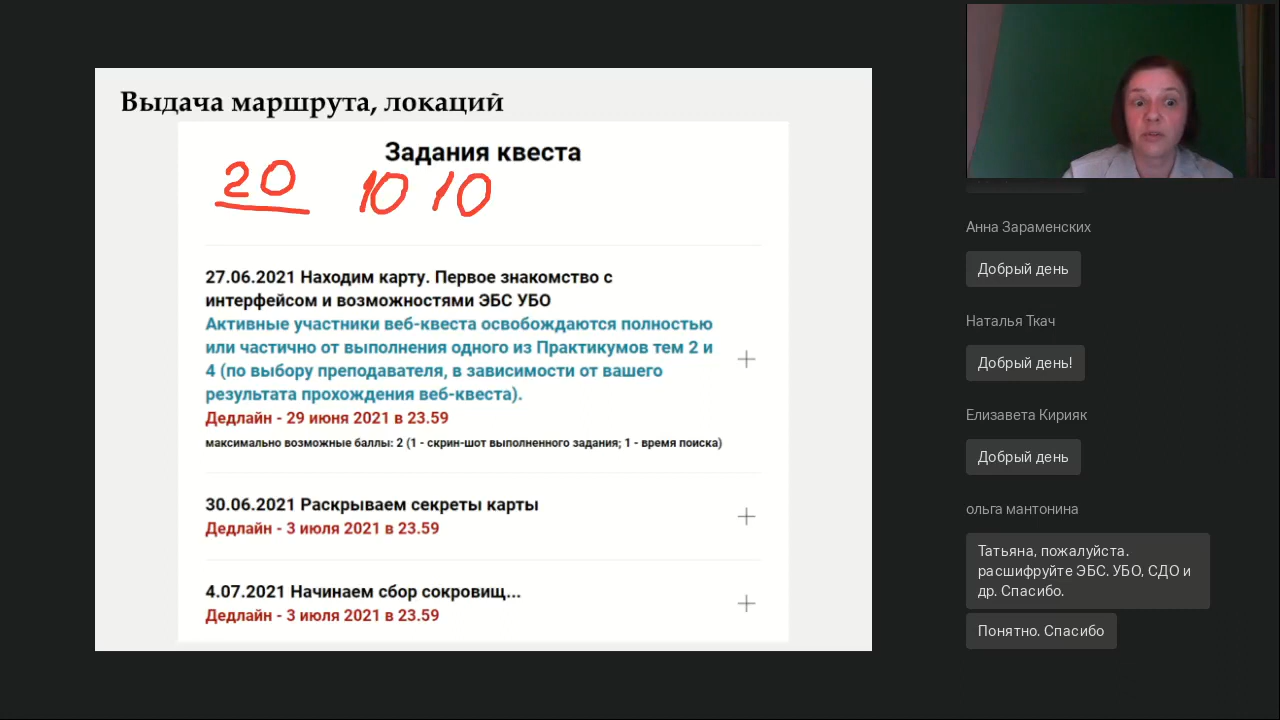 Выдача маршрута, локаций
Задания квеста
20 10 10
27.06.2021 Находим карту. Первое знакомство с
интерфейсом и возможностями ЭБС УБО
Активные участники веб-квеста освобождаются полностью
или частично от выполнения одного из Практикумов тем 2 и
4 (по выбору преподавателя, в зависимости от вашего
результата прохождения веб-квеста).
Дедлайн - 29 июня 2021 в 23.59
максимально возможные баллы: 2 (1 - скрин-шот выполненного задания; 1 - время поиска)
30.06.2021 Раскрываем секреты карты
Дедлайн - 3 июля 2021 в 23.59
4.07.2021 Начинаем сбор сокровищ...
Дедлайн - 3 июля 2021 в 23.59
Анна Зараменских
Добрый день
Наталья Ткач
Добрый день!
Елизавета Кирияк
Добрый день
ольга мантонина
Татьяна, пожалуйста.
расшифруйте ЭБС. УБО, СДО и
др. Спасибо.
Понятно. Спасибо